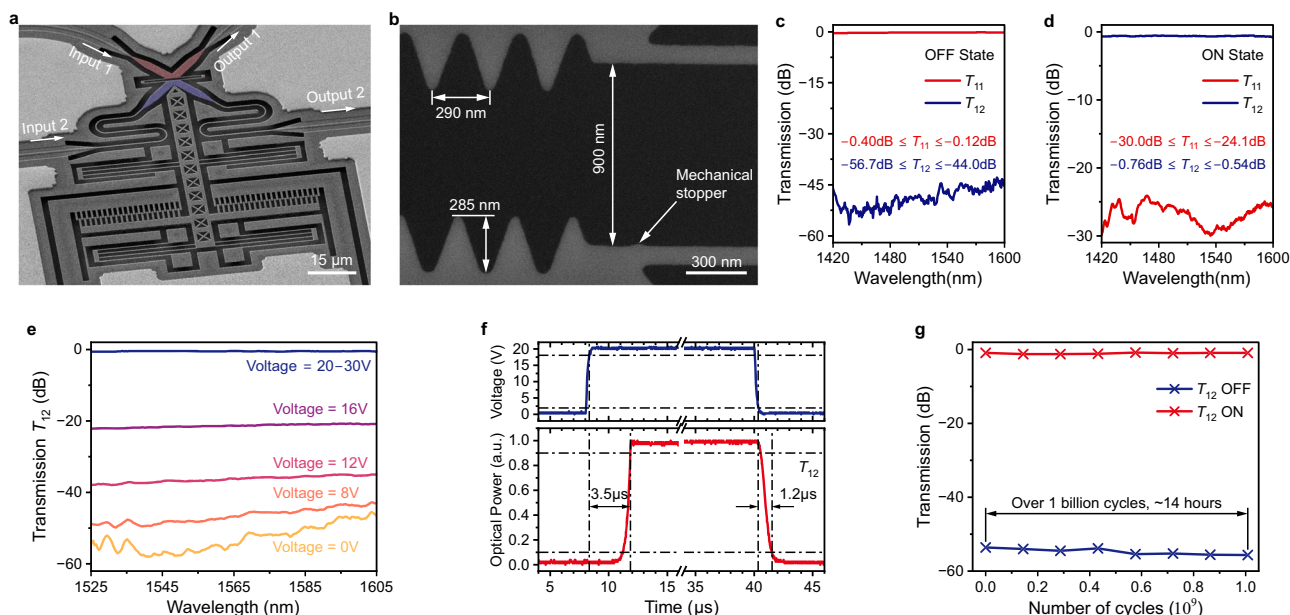 a
Input 1
Output 1
Output 2
Input 2
15 µm
b
290 nm
900 nm
285 nm
Mechanical
stopper
300 nm
c
Transmission (dB)
0
−15
−30
−45
−60
OFF State
T11
T12
−0.40dB ≤ T11 ≤ −0.12dB
−56.7dB ≤ T12 ≤ −44.0dB
1420 1480 1540 1600
Wavelength(nm)
d
Transmission (dB)
0
−10
−20
−30
ON State
T11
T12
−30.0dB ≤ T11 ≤ −24.1dB
−0.76dB ≤ T12 ≤ −0.54dB
1420 1480 1540 1600
Wavelength(nm)
e
Transmission T12 (dB)
0
−20
−40
−60
Voltage = 20−30V
Voltage = 16V
Voltage = 12V
Voltage = 8V
Voltage = 0V
1525 1545 1565 1585 1605
Wavelength (nm)
f
Voltage (V)
20
15
10
5
0
Optical Power (a.u.)
1.0
0.8
0.6
0.4
0.2
0.0
T12
3.5µs
1.2µs
5 10 15 35 40 45
Time (µs)
g
Transmission (dB)
0
−20
−40
−60
T12 OFF
T12 ON
Over 1 billion cycles, ~14 hours
0.0 0.2 0.4 0.6 0.8 1.0
Number of cycles (10⁹)